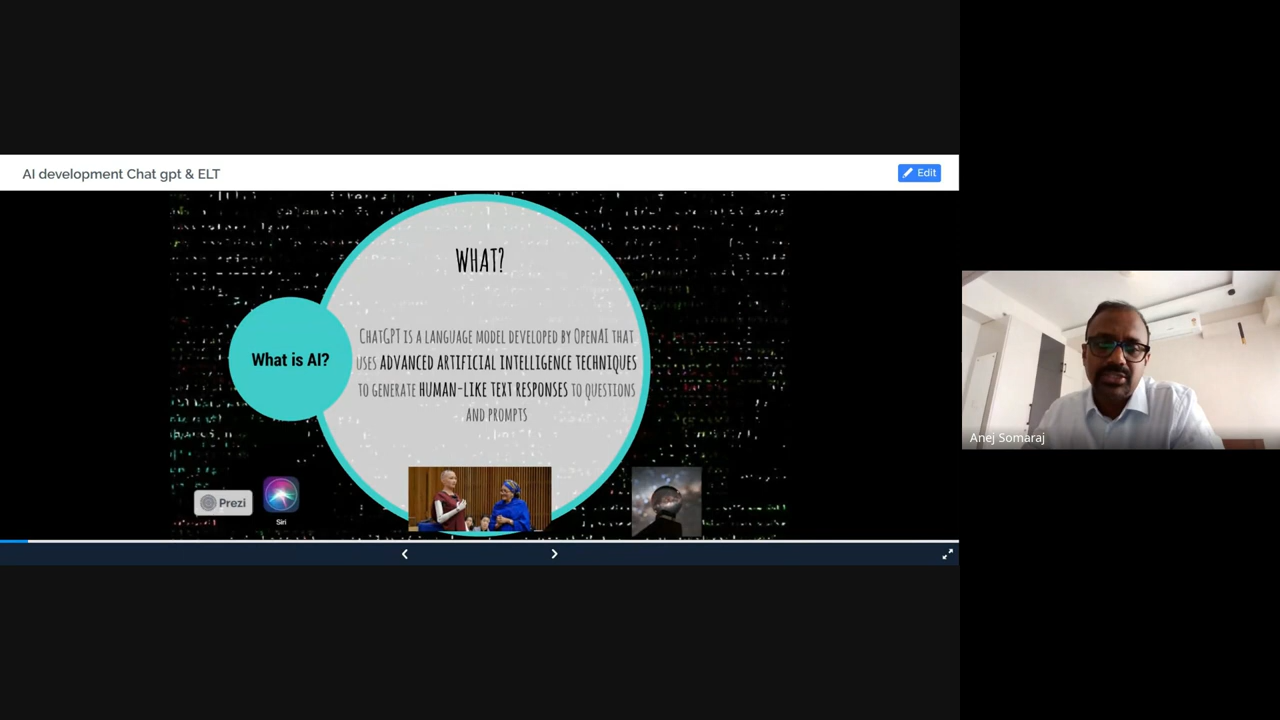 AI development Chat gpt & ELT
Edit
WHAT?
What is AI?
ChatGPT is a language model developed by OpenAI that
uses advanced artificial intelligence techniques
to generate human-like text responses to questions
and prompts
Prezi
Siri
Anej Somaraj